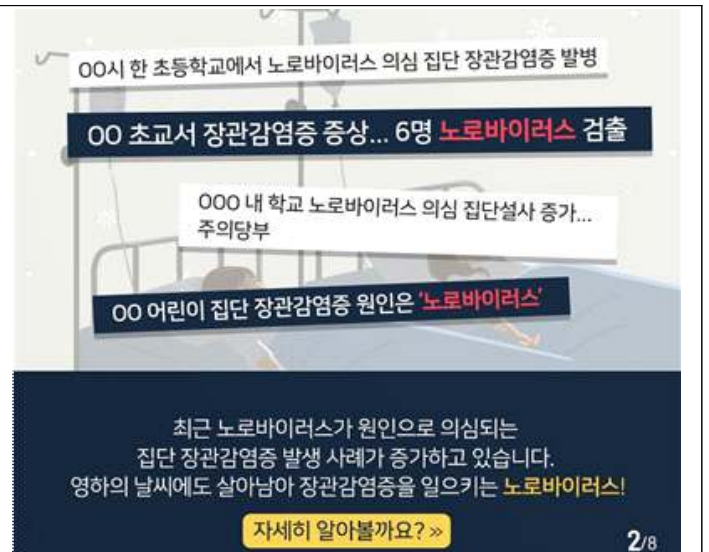 OO시 한 초등학교에서 노로바이러스 의심 집단 장관감염증 발병
OO 초교서 장관감염증 증상... 6명 노로바이러스 검출
OOO 내 학교 노로바이러스 의심 집단설사 증가...
주의당부
OO 어린이 집단 장관감염증 원인은 '노로바이러스'
최근 노로바이러스가 원인으로 의심되는
집단 장관감염증 발생 사례가 증가하고 있습니다.
영하의 날씨에도 살아남아 장관감염증을 일으키는 노로바이러스!
자세히 알아볼까요? »
2/8